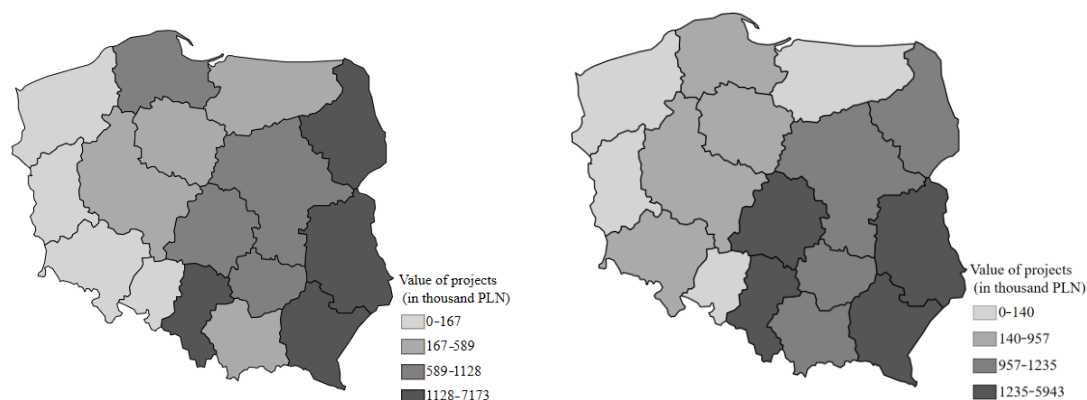 Value of projects
(in thousand PLN)
0-167
167-589
589-1128
1128-7173
Value of projects
(in thousand PLN)
0-140
140-957
957-1235
1235-5943